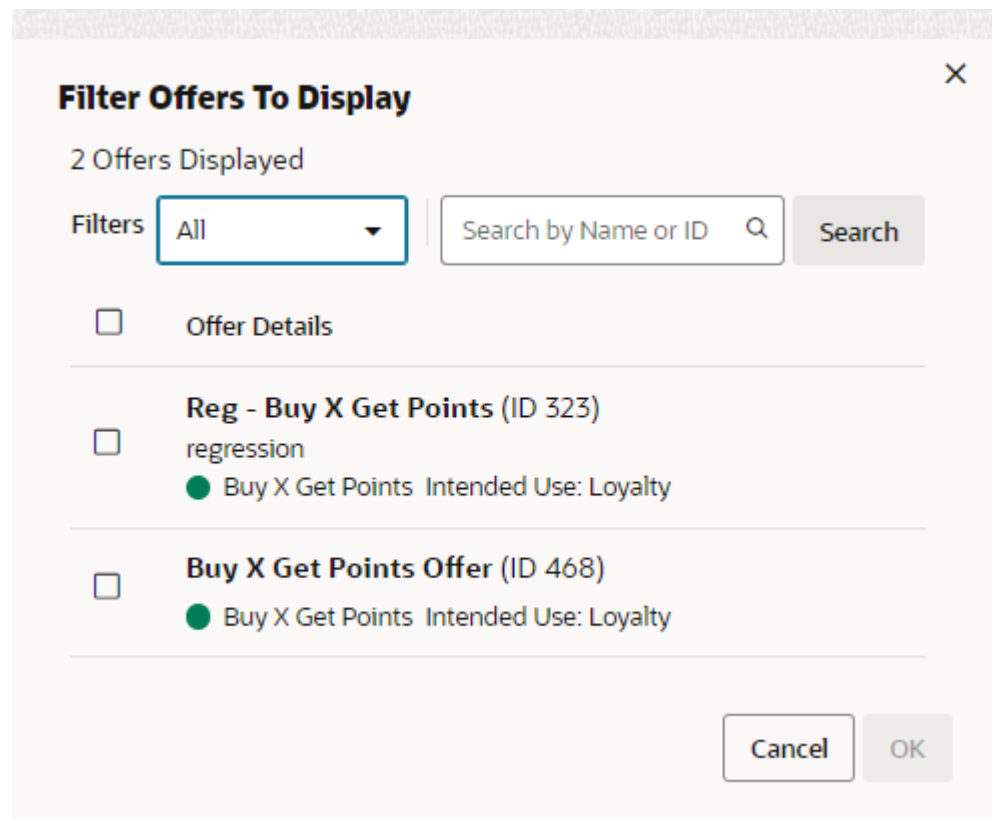 Filter Offers To Display
2 Offers Displayed
Filters All Search by Name or ID Search
Offer Details
Reg - Buy X Get Points (ID 323)
regression
Buy X Get Points Intended Use: Loyalty
Buy X Get Points Offer (ID 468)
Buy X Get Points Intended Use: Loyalty
Cancel OK